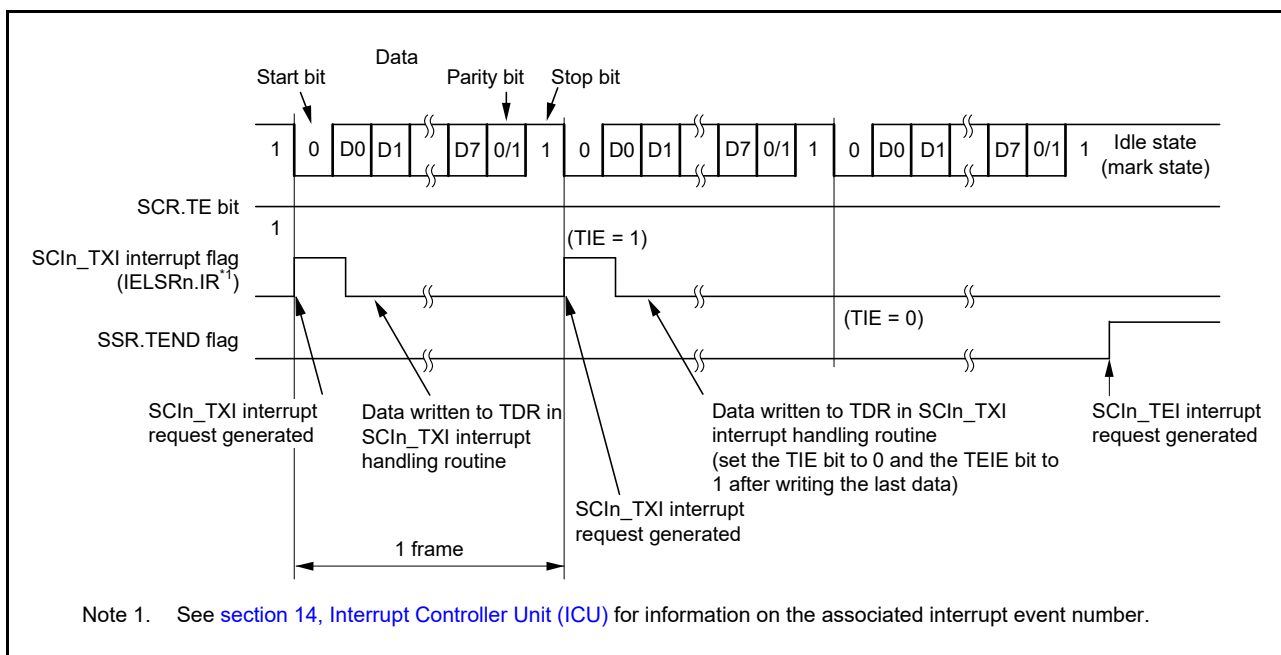 Data
Start bit Parity bit Stop bit
1 0 D0 D1 D7 0/1 1 0 D0 D1 D7 0/1 1 0 D0 D1 D7 0/1 1 Idle state
(mark state)
SCR.TE bit
1
SCIn_TXI interrupt flag
(IELSRn.IR*1)
(TIE = 1)
(TIE = 0)
SSR.TEND flag
SCIn_TXI interrupt
request generated
Data written to TDR in
SCIn_TXI interrupt
handling routine
Data written to TDR in SCIn_TXI
interrupt handling routine
(set the TIE bit to 0 and the TEIE bit to
1 after writing the last data)
SCIn_TEI interrupt
request generated
SCIn_TXI interrupt
request generated
1 frame
Note 1. See section 14, Interrupt Controller Unit (ICU) for information on the associated interrupt event number.